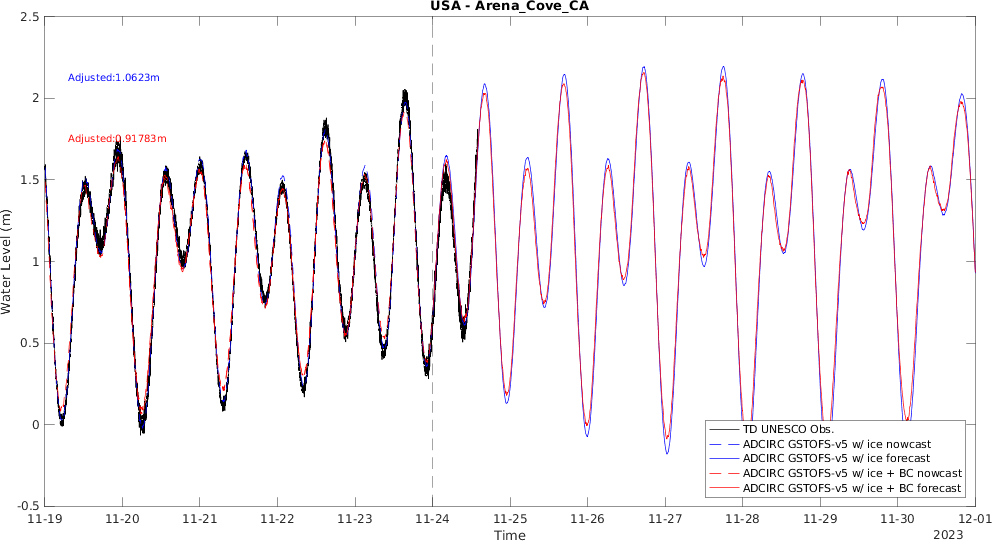 USA - Arena_Cove_CA
2.5
2
1.5
1
0.5
0
-0.5
Water Level (m)
Adjusted:1.0623m
Adjusted:0.91783m
TD UNESCO Obs.
ADCIRC GSTOFS-v5 w/ ice nowcast
ADCIRC GSTOFS-v5 w/ ice forecast
ADCIRC GSTOFS-v5 w/ ice + BC nowcast
ADCIRC GSTOFS-v5 w/ ice + BC forecast
11-19 11-20 11-21 11-22 11-23 11-24 11-25 11-26 11-27 11-28 11-29 11-30 12-01
Time
2023